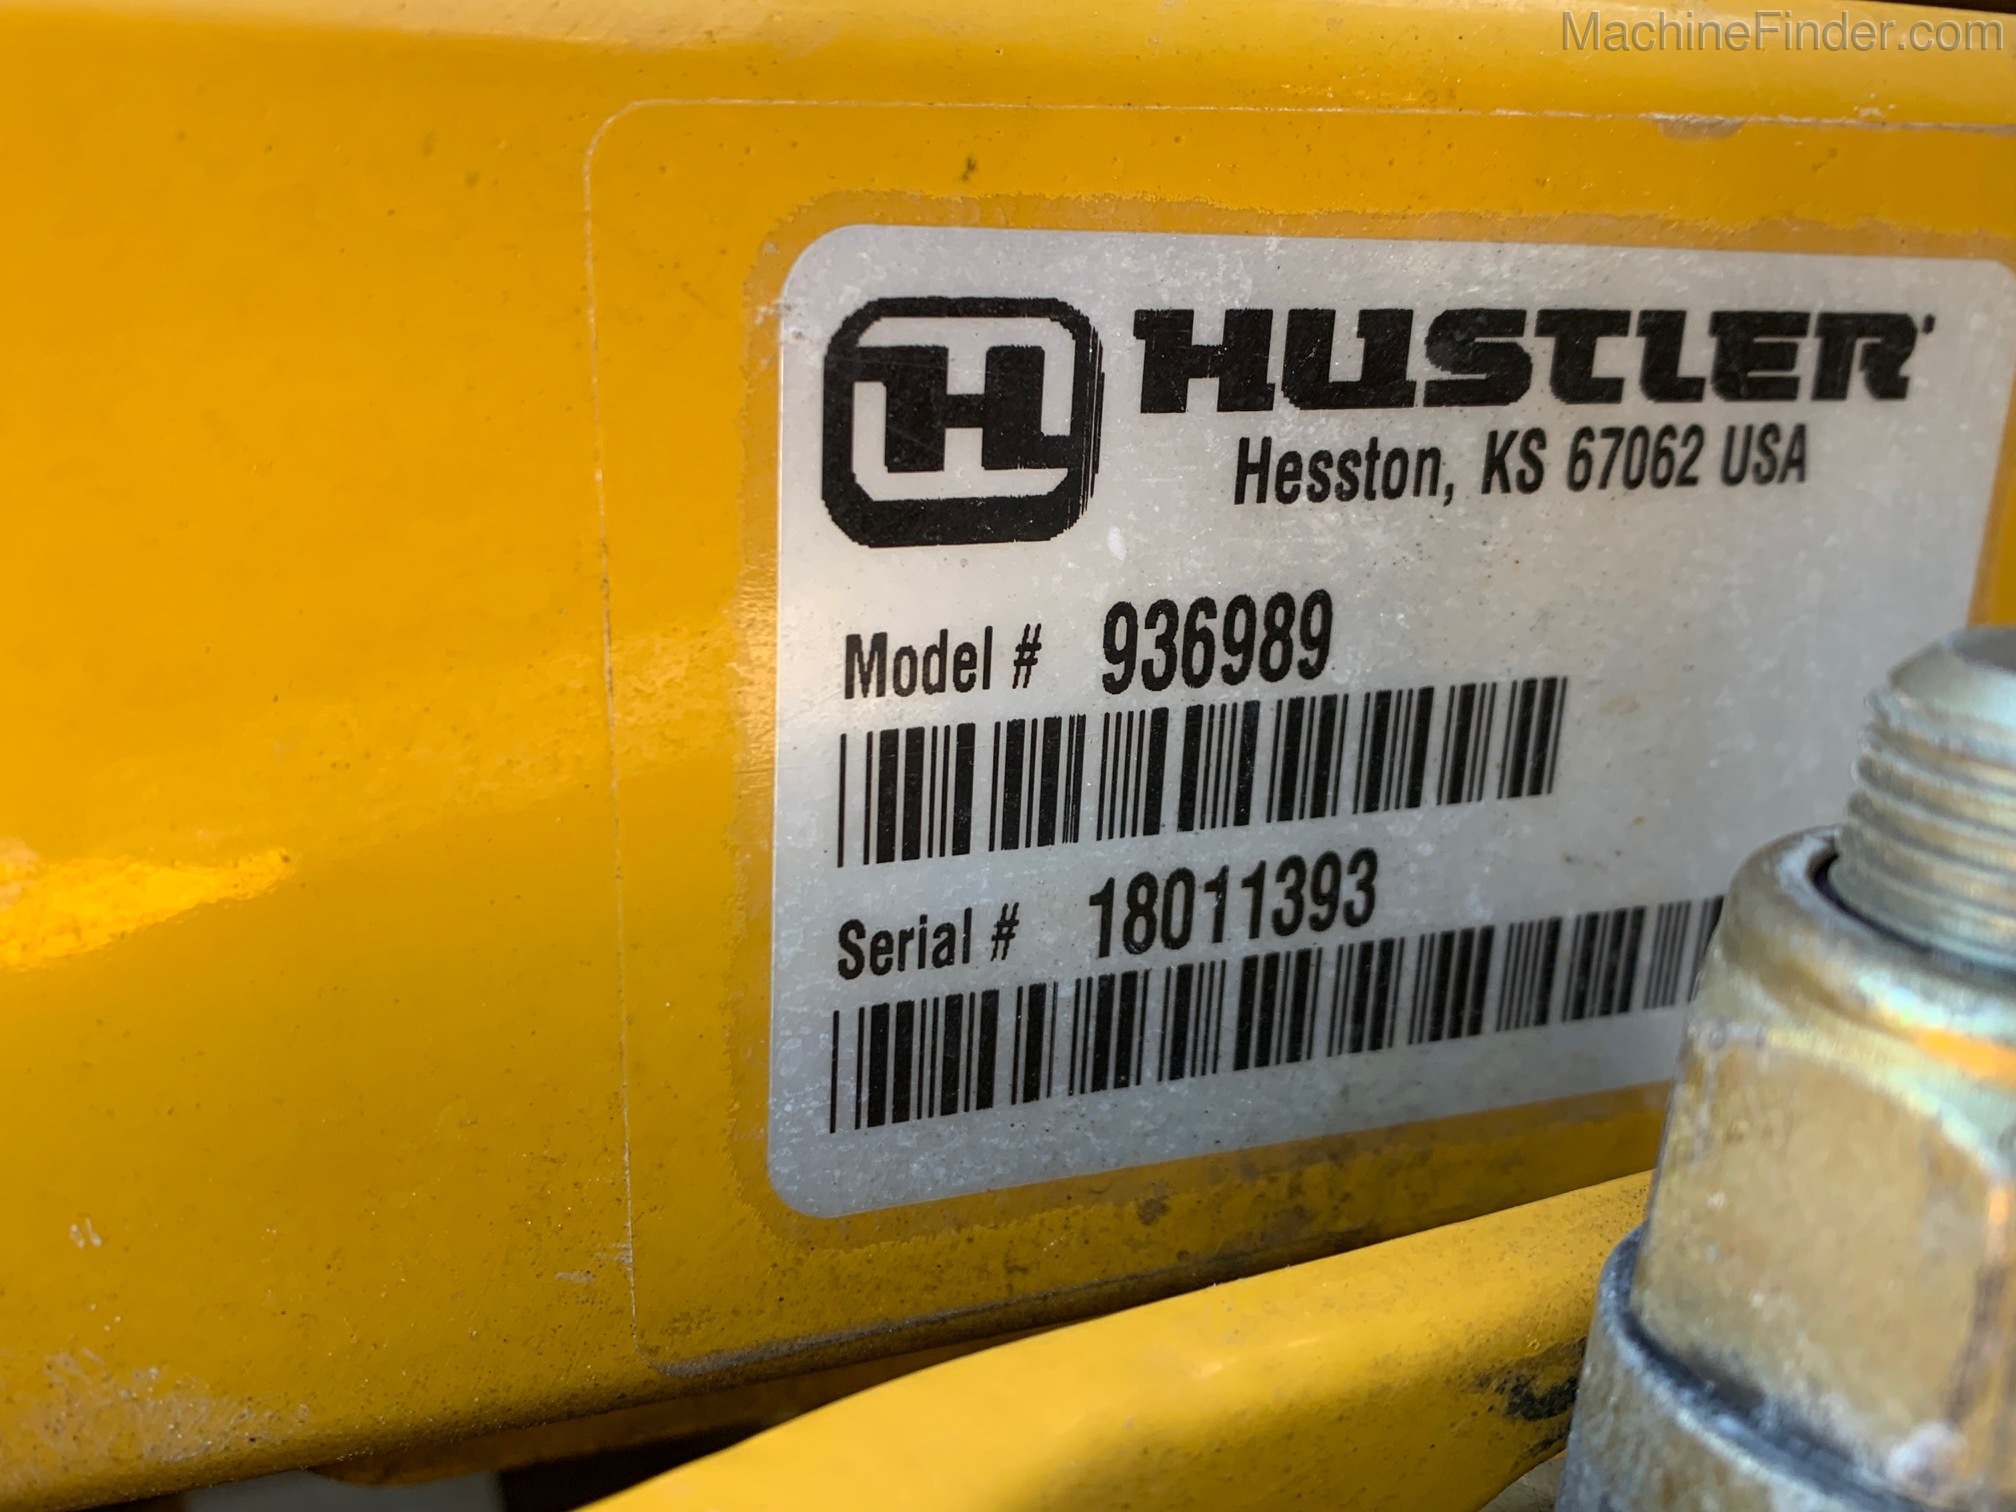 MachineFinder.com
H HUSTLER
Hesston, KS 67062 USA
Model # 936989
Serial # 18011393